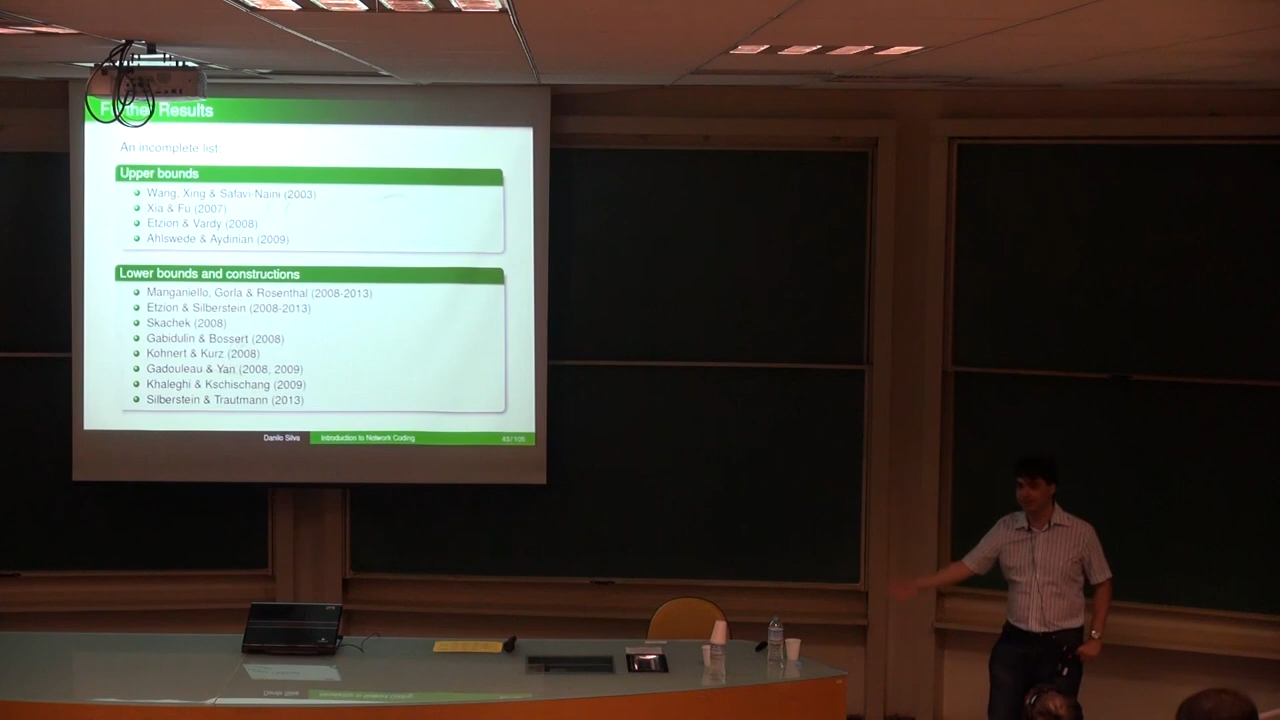 Further Results
An incomplete list:
Upper bounds
Wang, Xing & Safavi-Naini (2003)
Xia & Fu (2007)
Etzion & Vardy (2008)
Ahlswede & Aydinian (2009)
Lower bounds and constructions
Manganiello, Gorla & Rosenthal (2008-2013)
Etzion & Silberstein (2008-2013)
Skachek (2008)
Gabidulin & Bossert (2008)
Kohnert & Kurz (2008)
Gadouleau & Yan (2008, 2009)
Khaleghi & Kschischang (2009)
Silberstein & Trautmann (2013)
Danilo Silva Introduction to Network Coding 43/105